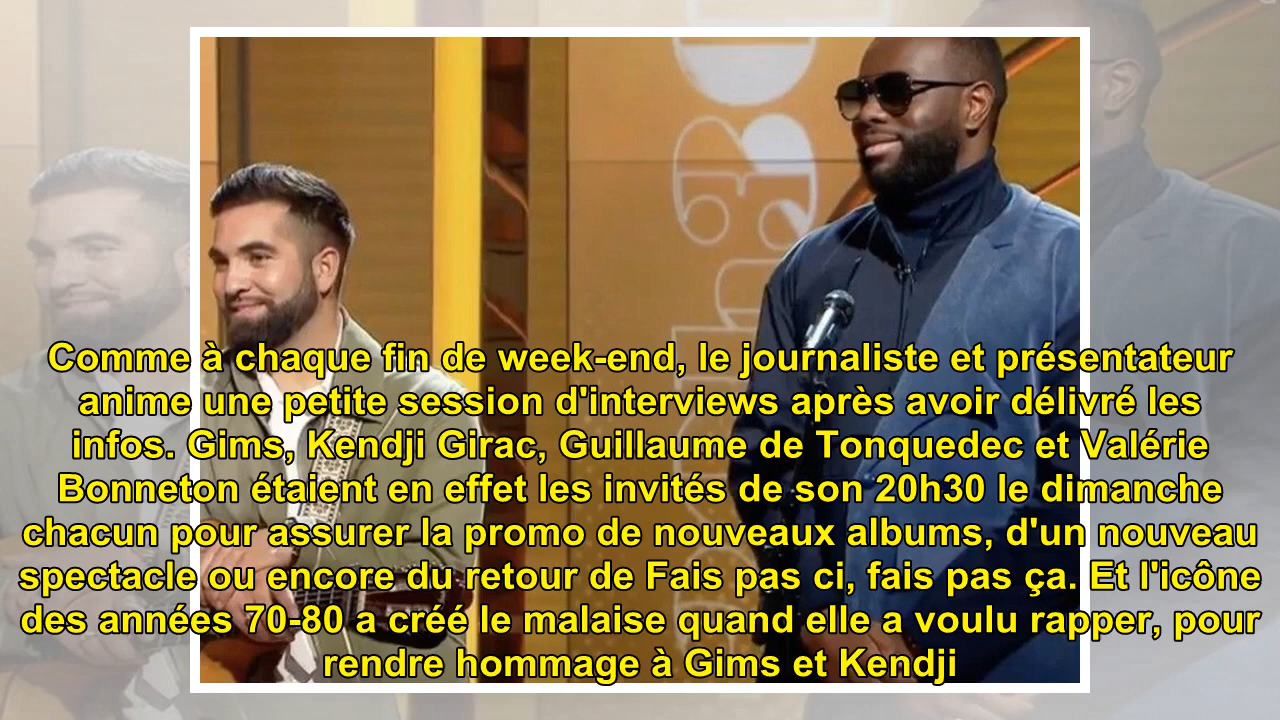 Comme à chaque fin de week-end, le journaliste et présentateur
anime une petite session d'interviews après avoir délivré les
infos. Gims, Kendji Girac, Guillaume de Tonquedec et Valérie
Bonneton étaient en effet les invités de son 20h30 le dimanche
chacun pour assurer la promo de nouveaux albums, d'un nouveau
spectacle ou encore du retour de Fais pas ci, fais pas ça. Et l'icône
des années 70-80 a créé le malaise quand elle a voulu rapper, pour
rendre hommage à Gims et Kendji